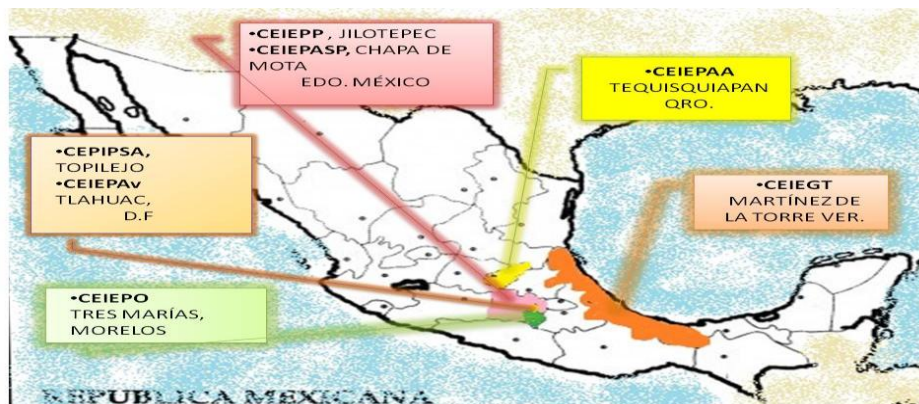 •CEIEPP , JILOTEPEC
•CEIEPASP, CHAPA DE
MOTA
EDO. MÉXICO
•CEIEPAA
TEQUISQUIAPAN
QRO.
•CEPIPSA,
TOPILEJO
•CEIEPAv
TLAHUAC,
D.F
•CEIEGT
MARTÍNEZ DE
LA TORRE VER.
•CEIEPO
TRES MARÍAS,
MORELOS
REPUBLICA MEXICANA